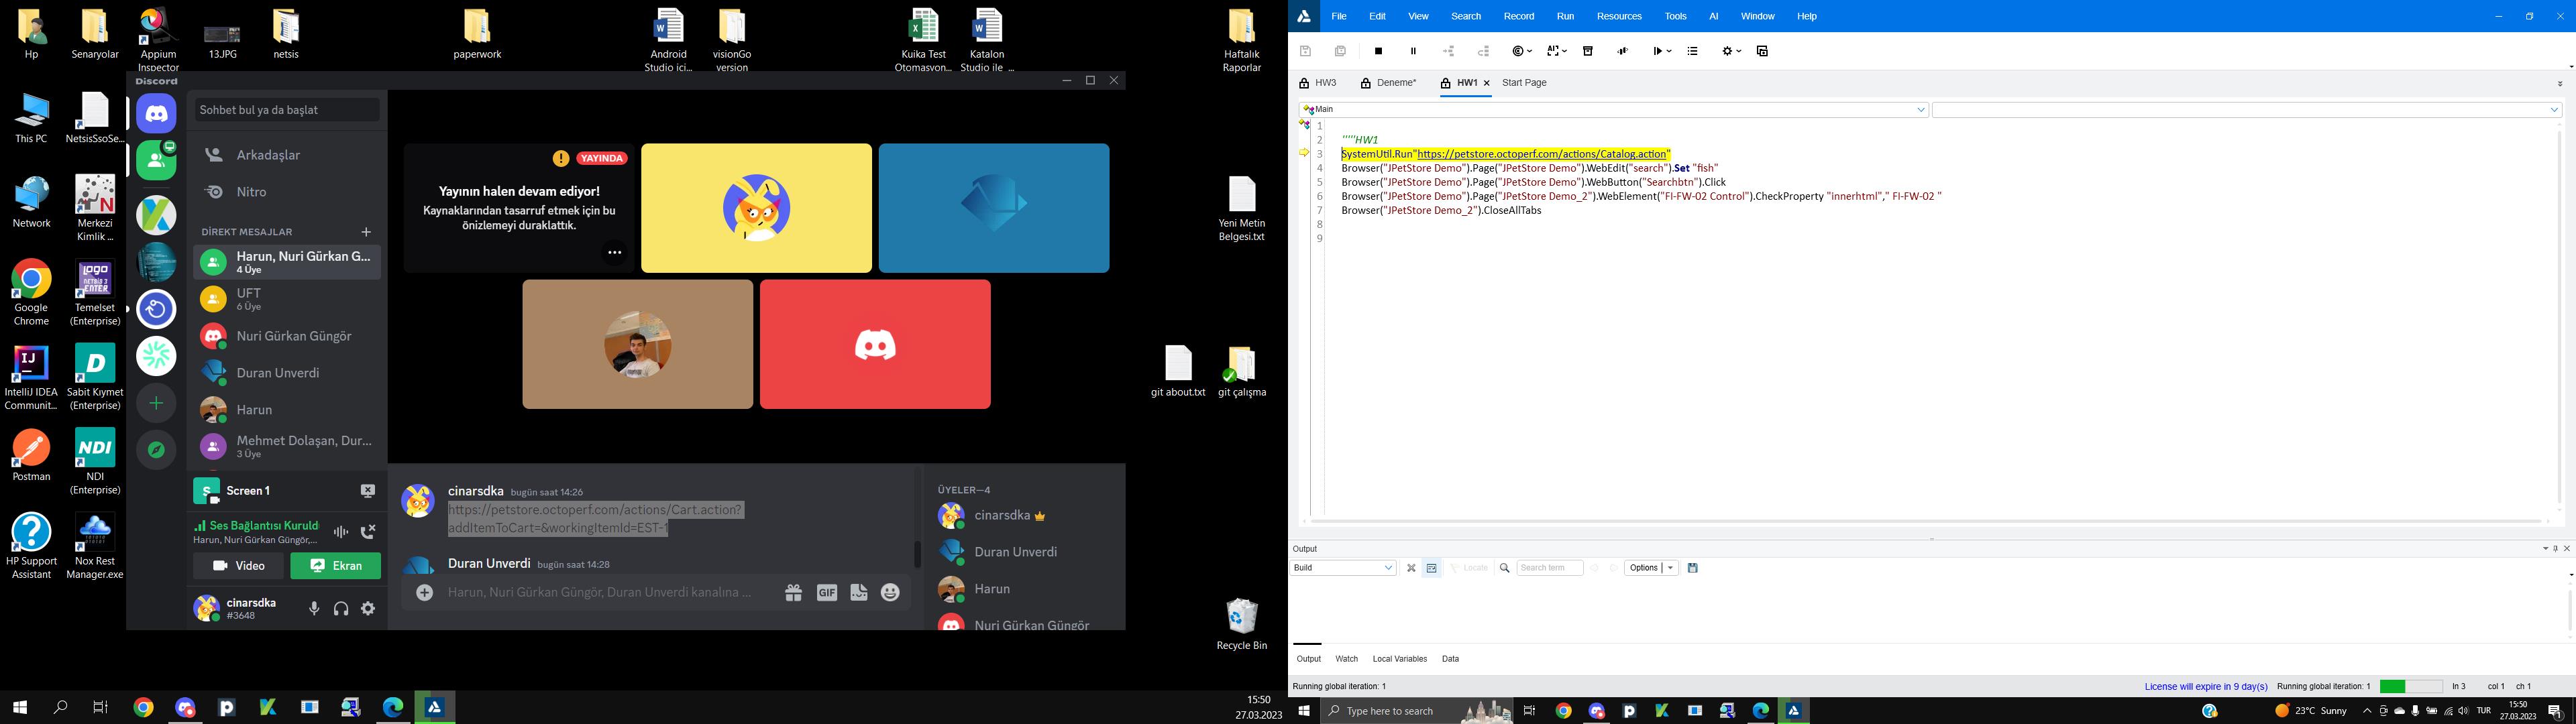 Hp
Senaryolar
Appium
Inspector
13.JPG
netsis
paperwork
Android
Studio ici...
visionGo
version
Kuika Test
Otomasyon...
Katalon
Studio ile ...
Haftalık
Raporlar
This PC
NetsisSsoSe...
Network
Merkezi
Kimlik ...
Google
Chrome
LOGO
NETSIS 3
ENTER
Temelset
(Enterprise)
IJ
IntelliJ IDEA
Communit...
D
Sabit Kıymet
(Enterprise)
Postman
NDI
NDI
(Enterprise)
HP Support
Assistant
Nox Rest
Manager.exe
Yeni Metin
Belgesi.txt
git about.txt
git çalışma
Recycle Bin
Discord
Sohbet bul ya da başlat
Arkadaşlar
Nitro
DİREKT MESAJLAR
Harun, Nuri Gürkan G...
4 Üye
UFT
6 Üye
Nuri Gürkan Güngör
Duran Unverdi
Harun
Mehmet Dolaşan, Dur...
3 Üye
Screen 1
Ses Bağlantısı Kuruld
Harun, Nuri Gürkan Güngör,...
Video
Ekran
cinarsdka
#3648
YAYINDA
Yayının halen devam ediyor!
Kaynaklarından tasarruf etmek için bu
önizlemeyi duraklattık.
cinarsdka bugün saat 14:26
https://petstore.octoperf.com/actions/Cart.action?
addItemToCart=&workingItemId=EST-1
Duran Unverdi bugün saat 14:28
Harun, Nuri Gürkan Güngör, Duran Unverdi kanalına ...
GIF
ÜYELER—4
cinarsdka
Duran Unverdi
Harun
Nuri Gürkan Güngör
15:50
27.03.2023
File Edit View Search Record Run Resources Tools AI Window Help
AI
HW3
Deneme*
HW1
Start Page
Main
1
2 '''''HW1
3 SystemUtil.Run"https://petstore.octoperf.com/actions/Catalog.action"
4 Browser("JPetStore Demo").Page("JPetStore Demo").WebEdit("search").Set "fish"
5 Browser("JPetStore Demo").Page("JPetStore Demo").WebButton("Searchbtn").Click
6 Browser("JPetStore Demo").Page("JPetStore Demo_2").WebElement("FI-FW-02 Control").CheckProperty "innerhtml"," FI-FW-02 "
7 Browser("JPetStore Demo_2").CloseAllTabs
8
9
Output
Build
Locate
Search term
Options
Output Watch Local Variables Data
Running global iteration: 1
License will expire in 9 day(s)
Running global iteration: 1
ln 3
col 1
ch 1
Type here to search
23°C Sunny
TUR
15:50
27.03.2023